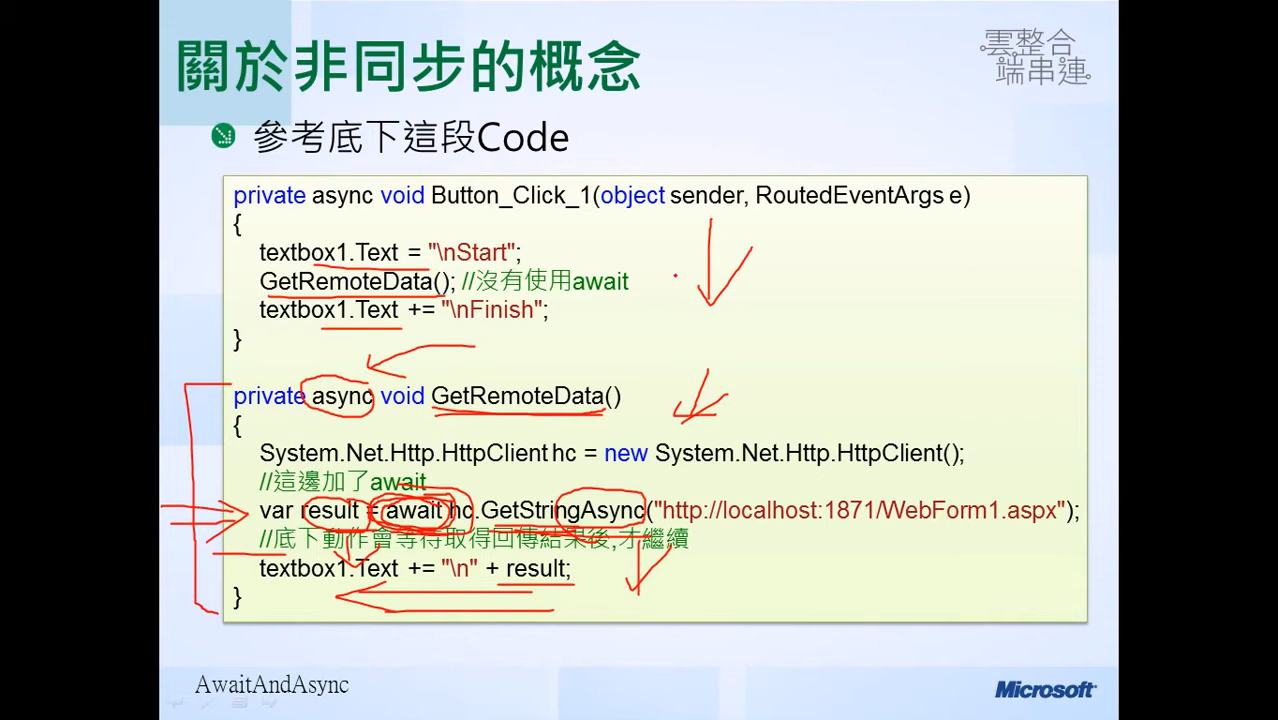 關於非同步的概念
雲整合
端串連
參考底下這段Code
private async void Button_Click_1(object sender, RoutedEventArgs e)
{
textbox1.Text = "\nStart";
GetRemoteData(); //沒有使用await
textbox1.Text += "\nFinish";
}
private async void GetRemoteData()
{
System.Net.Http.HttpClient hc = new System.Net.Http.HttpClient();
//這邊加了await
var result = await hc.GetStringAsync("http://localhost:1871/WebForm1.aspx");
//底下動作會等待取得回傳結果後,才繼續
textbox1.Text += "\n" + result;
}
AwaitAndAsync
Microsoft